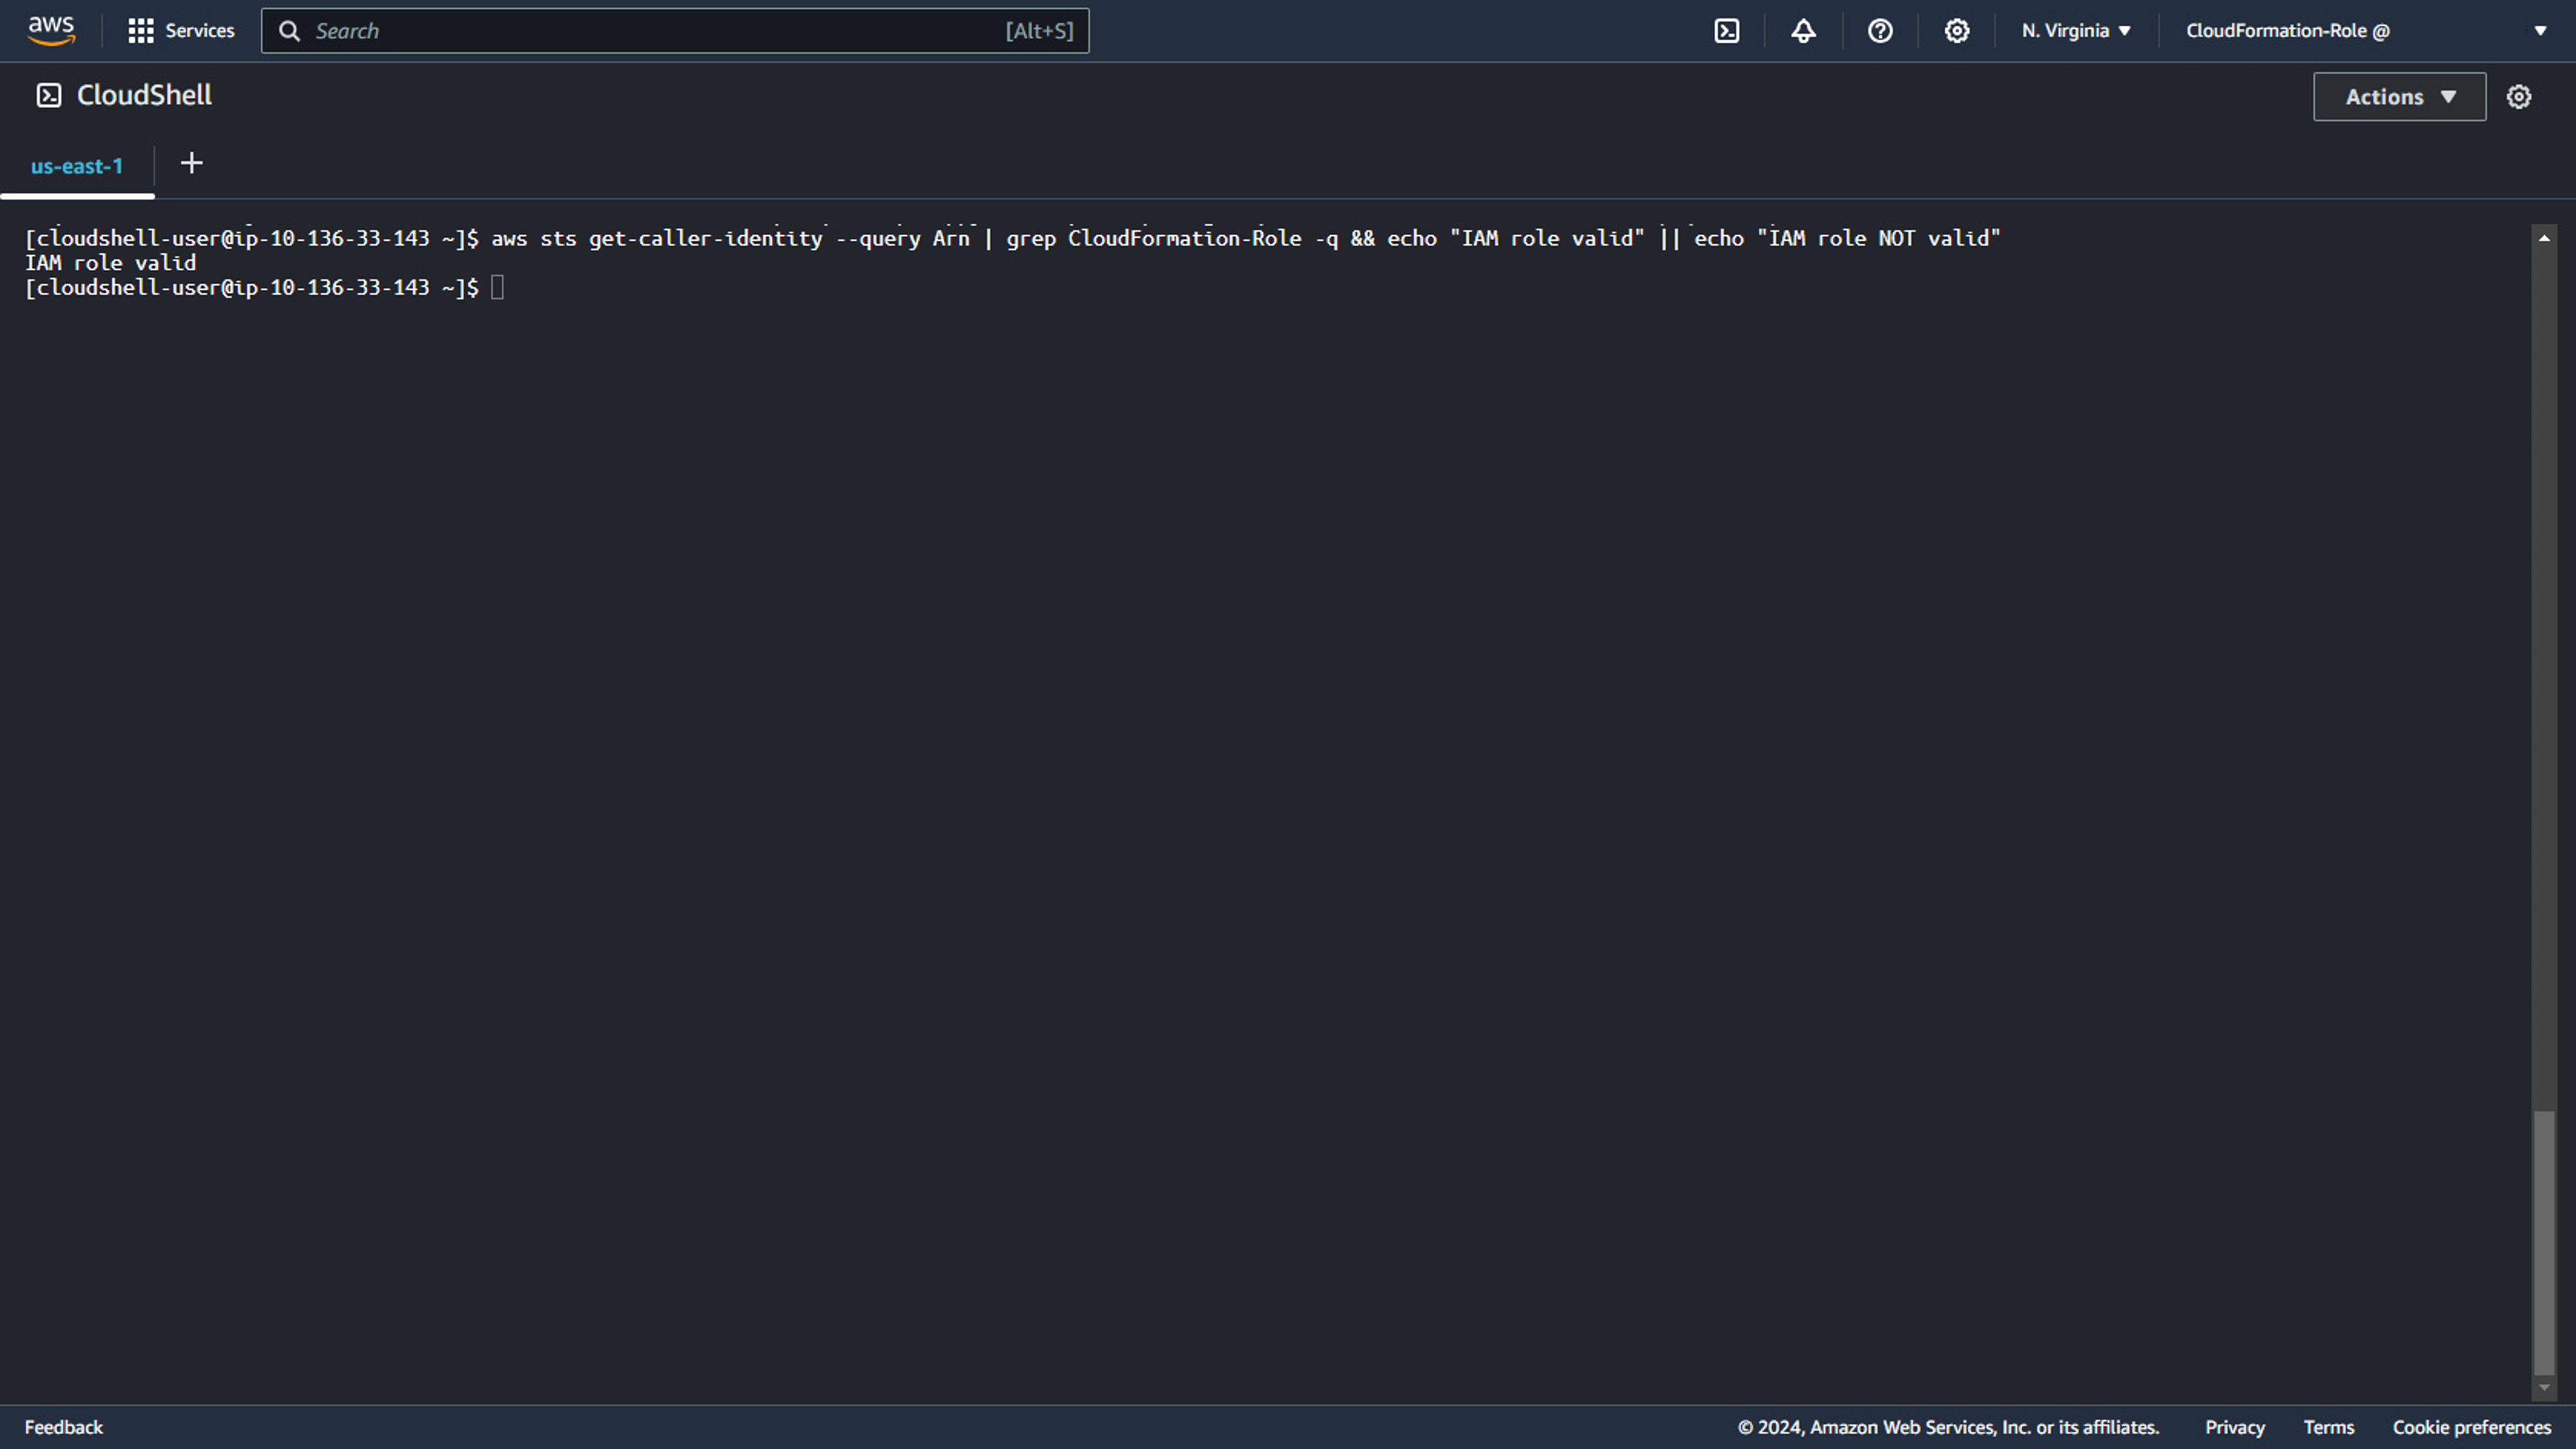 aws Services Search [Alt+S] N. Virginia CloudFormation-Role @
CloudShell Actions
us-east-1 +
[cloudshell-user@ip-10-136-33-143 ~]$ aws sts get-caller-identity --query Arn | grep CloudFormation-Role -q && echo "IAM role valid" || echo "IAM role NOT valid"
IAM role valid
[cloudshell-user@ip-10-136-33-143 ~]$
Feedback © 2024, Amazon Web Services, Inc. or its affiliates. Privacy Terms Cookie preferences